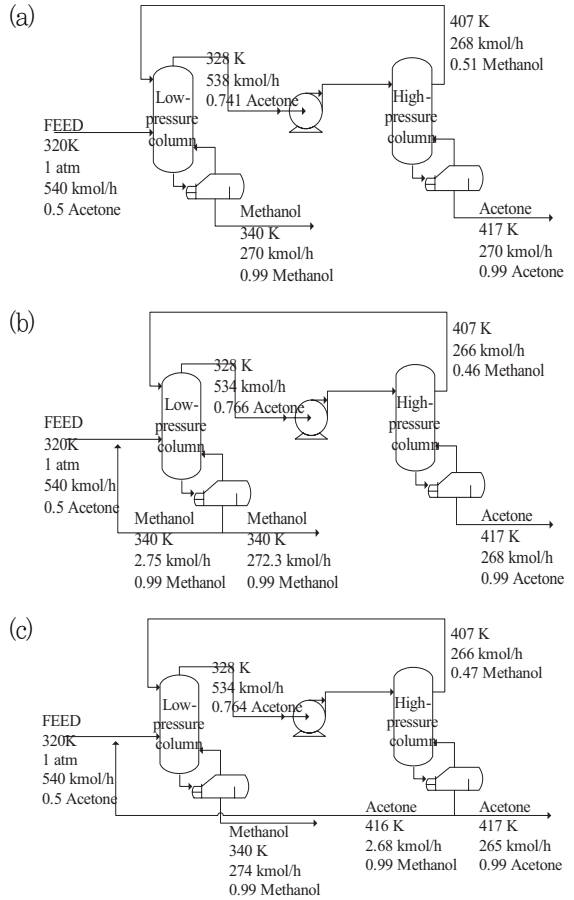 (a)
328 K
538 kmol/h
0.741 Acetone
407 K
268 kmol/h
0.51 Methanol
Low-
pressure
column
High-
pressure
column
FEED
320K
1 atm
540 kmol/h
0.5 Acetone
Methanol
340 K
270 kmol/h
0.99 Methanol
Acetone
417 K
270 kmol/h
0.99 Acetone
(b)
328 K
534 kmol/h
0.766 Acetone
407 K
266 kmol/h
0.46 Methanol
Low-
pressure
column
High-
pressure
column
FEED
320K
1 atm
540 kmol/h
0.5 Acetone
Methanol
340 K
2.75 kmol/h
0.99 Methanol
Methanol
340 K
272.3 kmol/h
0.99 Methanol
Acetone
417 K
268 kmol/h
0.99 Acetone
(c)
328 K
534 kmol/h
0.764 Acetone
407 K
266 kmol/h
0.47 Methanol
Low-
pressure
column
High-
pressure
column
FEED
320K
1 atm
540 kmol/h
0.5 Acetone
Methanol
340 K
274 kmol/h
0.99 Methanol
Acetone
416 K
2.68 kmol/h
0.99 Methanol
Acetone
417 K
265 kmol/h
0.99 Acetone